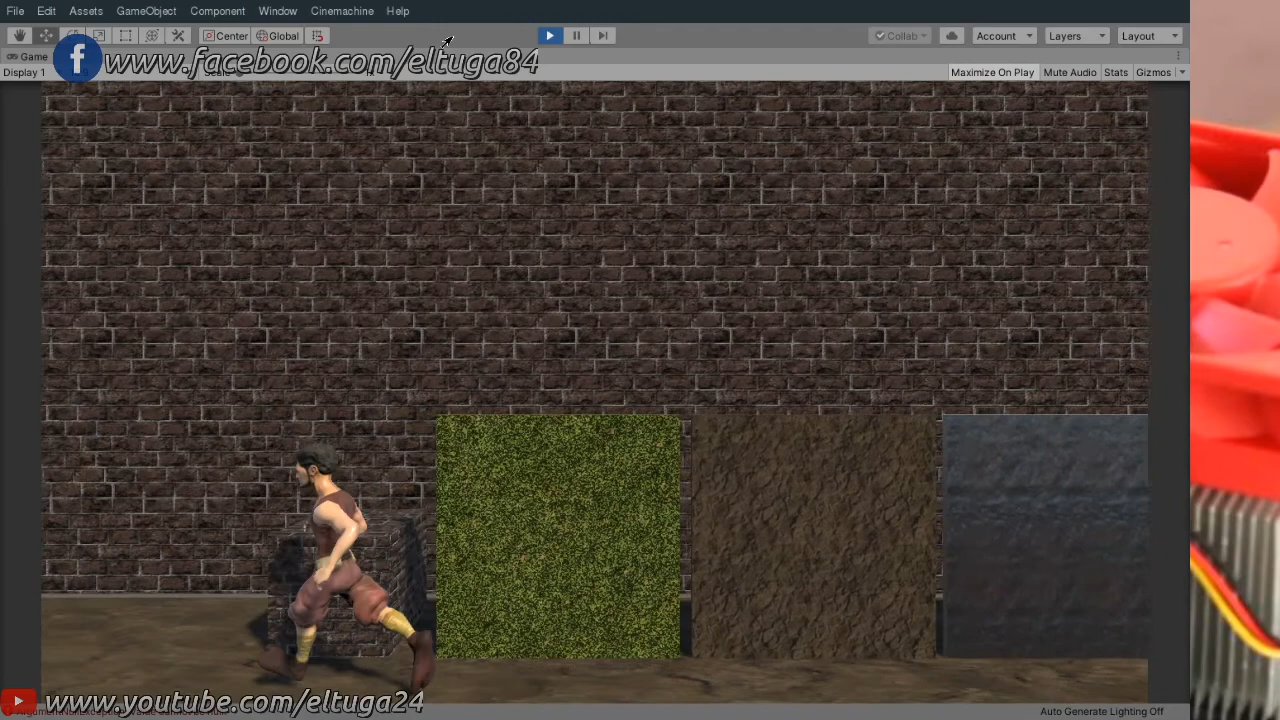 File Edit Assets GameObject Component Window Cinemachine Help
Center Global Collab Account Layers Layout
Game
www.facebook.com/eltuga84
Display 1 Scale Maximize On Play Mute Audio Stats Gizmos
www.youtube.com/eltuga24
Auto Generate Lighting Off